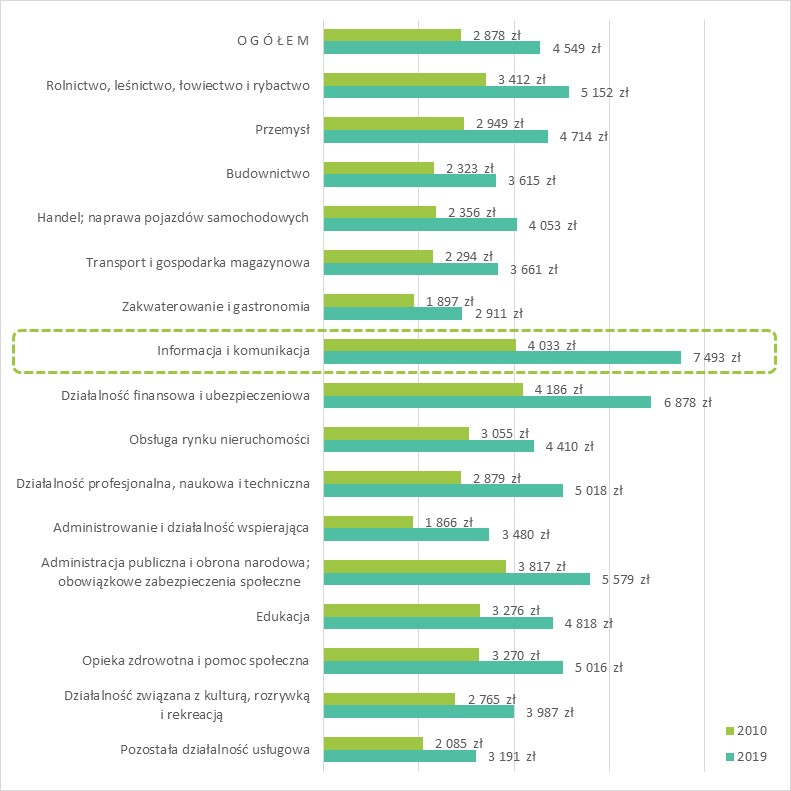 O G Ó Ł E M
2 878 zł
4 549 zł
Rolnictwo, leśnictwo, łowiectwo i rybactwo
3 412 zł
5 152 zł
Przemysł
2 949 zł
4 714 zł
Budownictwo
2 323 zł
3 615 zł
Handel; naprawa pojazdów samochodowych
2 356 zł
4 053 zł
Transport i gospodarka magazynowa
2 294 zł
3 661 zł
Zakwaterowanie i gastronomia
1 897 zł
2 911 zł
Informacja i komunikacja
4 033 zł
7 493 zł
Działalność finansowa i ubezpieczeniowa
4 186 zł
6 878 zł
Obsługa rynku nieruchomości
3 055 zł
4 410 zł
Działalność profesjonalna, naukowa i techniczna
2 879 zł
5 018 zł
Administrowanie i działalność wspierająca
1 866 zł
3 480 zł
Administracja publiczna i obrona narodowa;
obowiązkowe zabezpieczenia społeczne
3 817 zł
5 579 zł
Edukacja
3 276 zł
4 818 zł
Opieka zdrowotna i pomoc społeczna
3 270 zł
5 016 zł
Działalność związana z kulturą, rozrywką
i rekreacją
2 765 zł
3 987 zł
Pozostała działalność usługowa
2 085 zł
3 191 zł
2010
2019